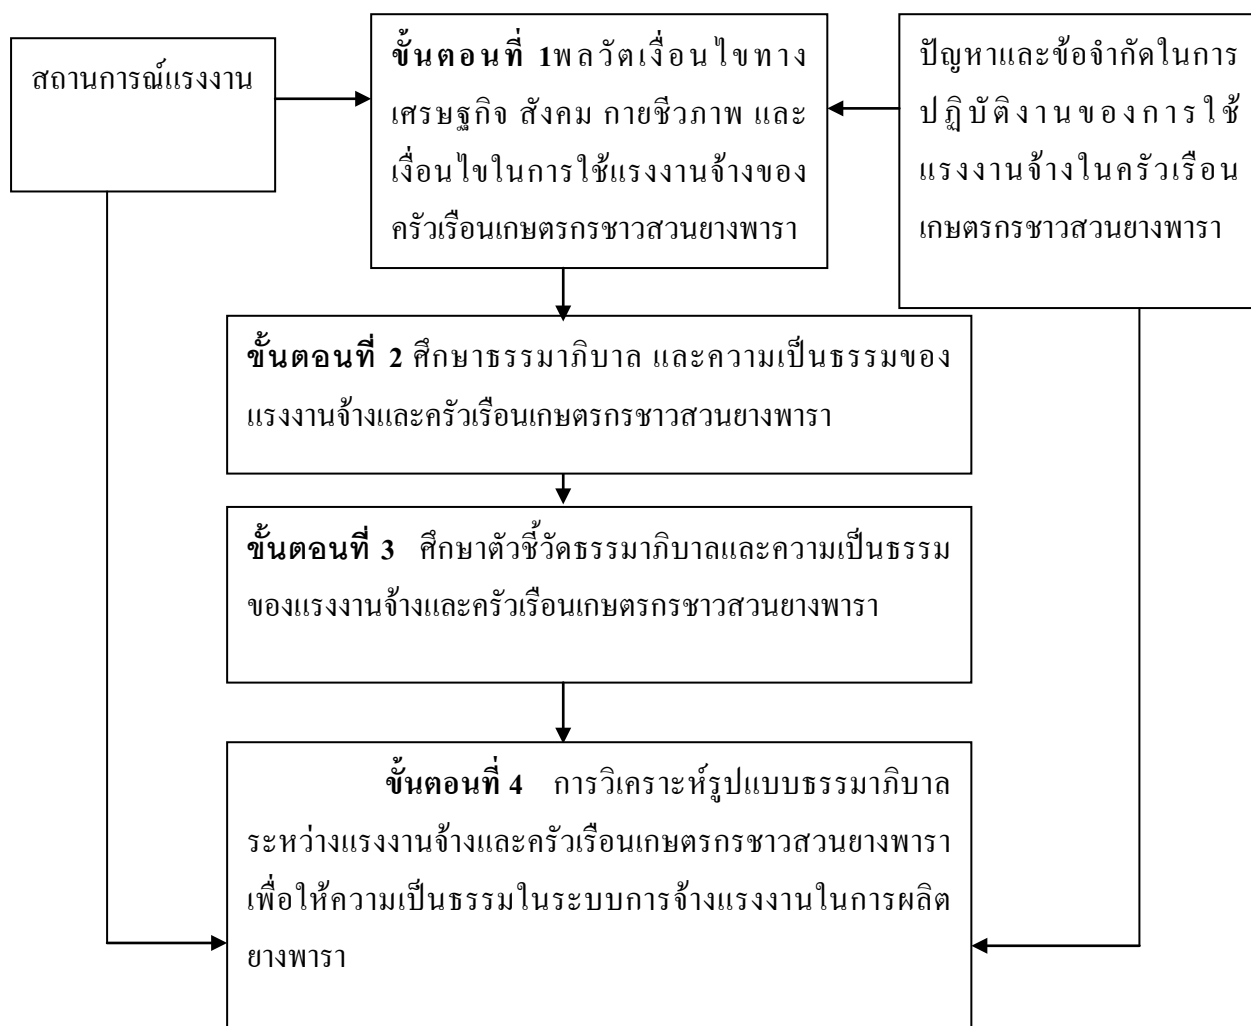 สถานการณ์แรงงาน
ขั้นตอนที่ 1พลวัตเงื่อนไขทาง
เศรษฐกิจ สังคม กายชีวภาพ และ
เงื่อนไขในการใช้แรงงานจ้างของ
ครัวเรือนเกษตรกรชาวสวนยางพารา
ปัญหาและข้อจำกัดในการ
ปฏิบัติงานของการใช้
แรงงานจ้างในครัวเรือน
เกษตรกรชาวสวนยางพารา
ขั้นตอนที่ 2 ศึกษาธรรมาภิบาล และความเป็นธรรมของ
แรงงานจ้างและครัวเรือนเกษตรกรชาวสวนยางพารา
ขั้นตอนที่ 3 ศึกษาตัวชี้วัดธรรมาภิบาลและความเป็นธรรม
ของแรงงานจ้างและครัวเรือนเกษตรกรชาวสวนยางพารา
ขั้นตอนที่ 4 การวิเคราะห์รูปแบบธรรมาภิบาล
ระหว่างแรงงานจ้างและครัวเรือนเกษตรกรชาวสวนยางพารา
เพื่อให้ความเป็นธรรมในระบบการจ้างแรงงานในการผลิต
ยางพารา